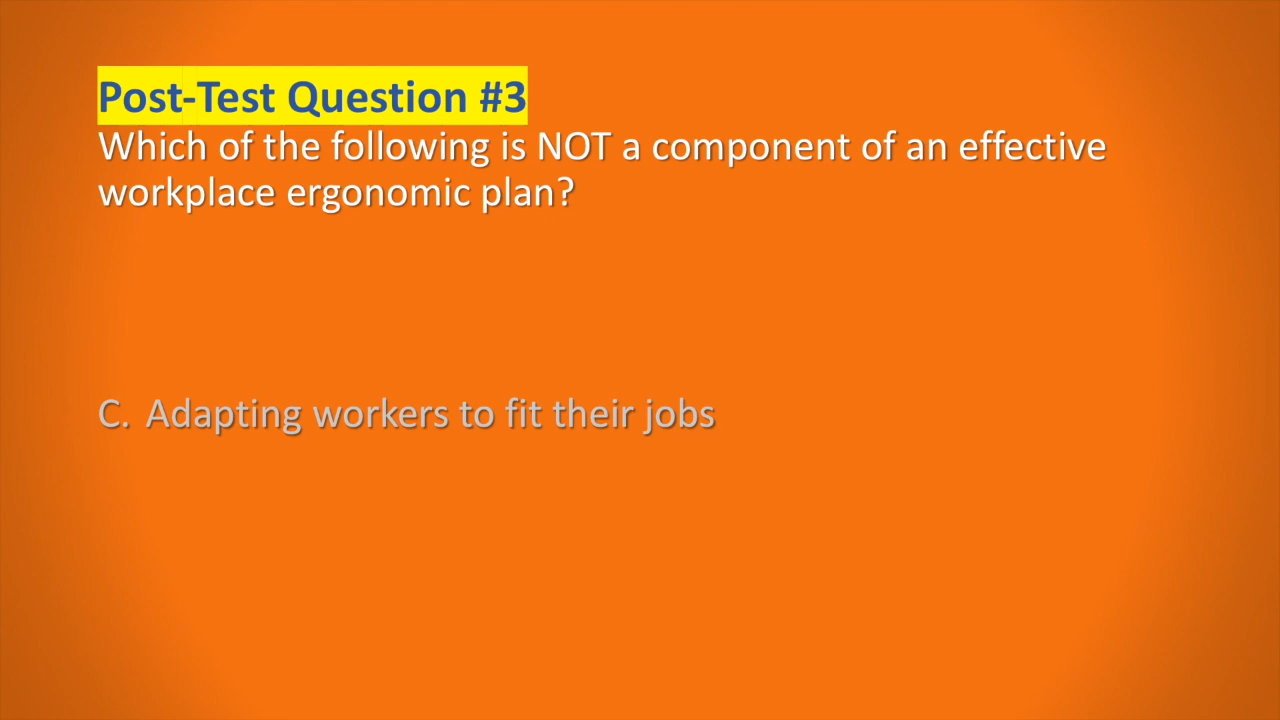 Post-Test Question #3
Which of the following is NOT a component of an effective
workplace ergonomic plan?
C. Adapting workers to fit their jobs